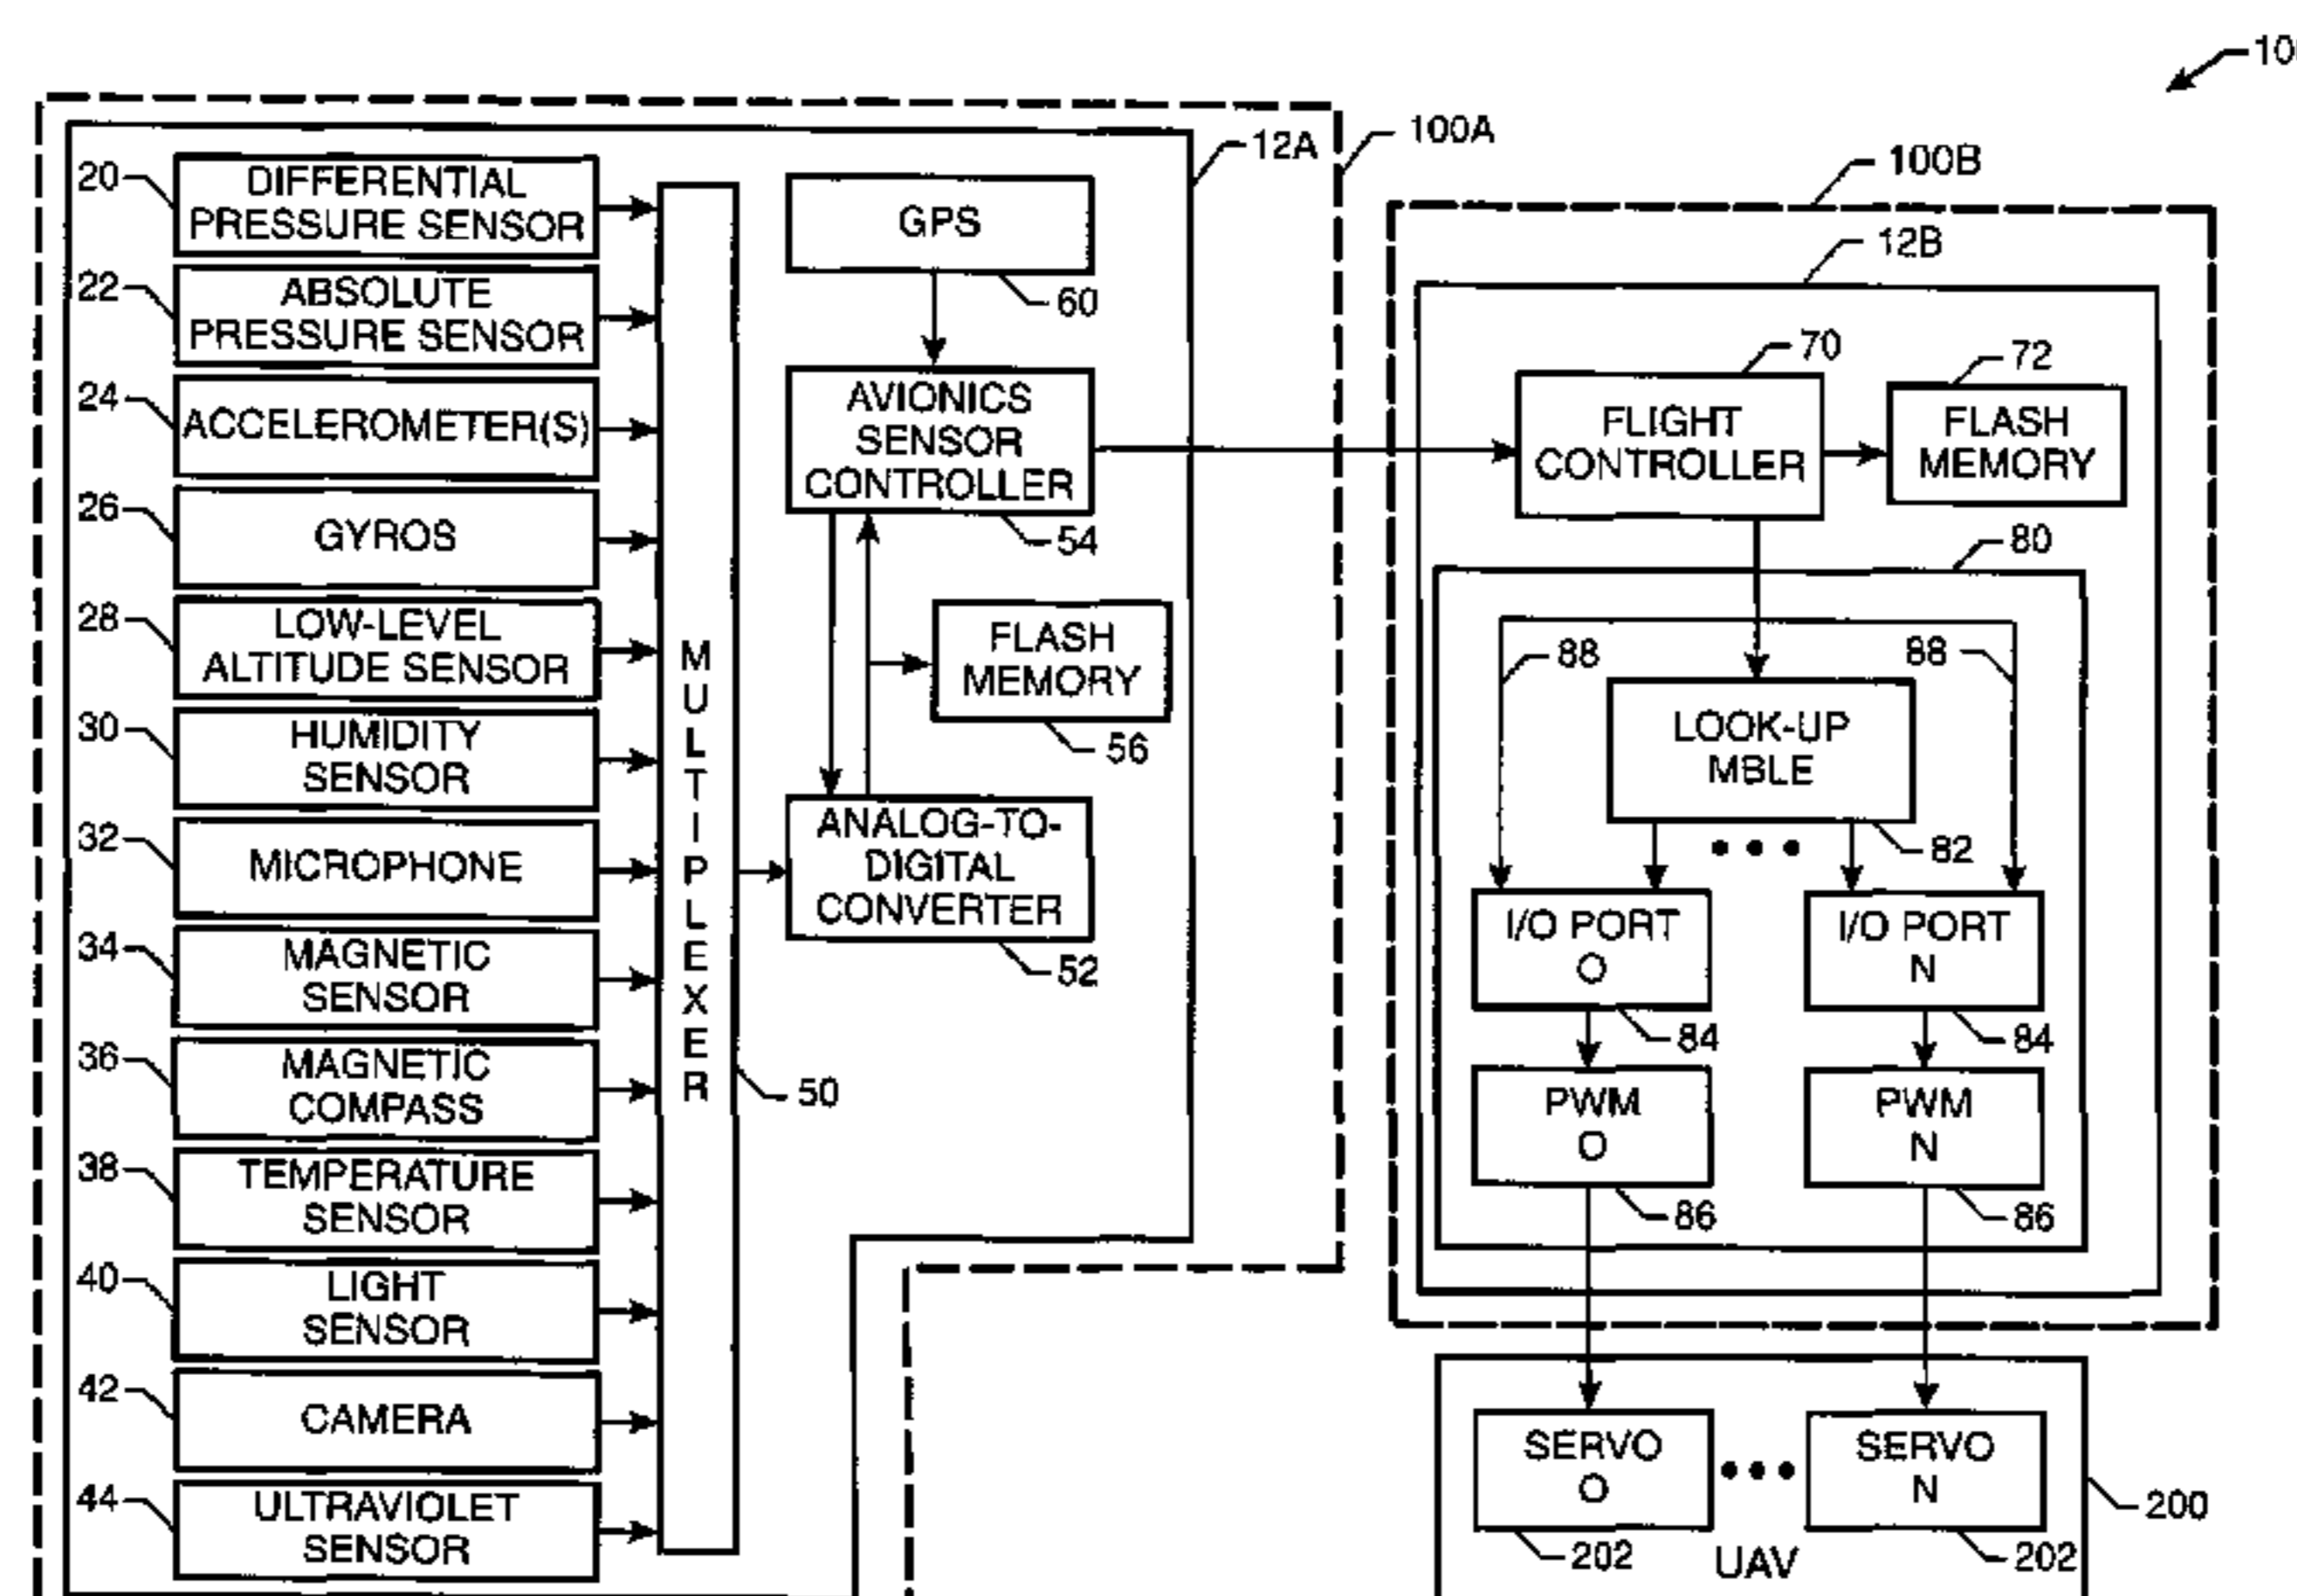 10
100A
12A
100B
12B
20
DIFFERENTIAL
PRESSURE SENSOR
22
ABSOLUTE
PRESSURE SENSOR
24
ACCELEROMETER(S)
26
GYROS
28
LOW-LEVEL
ALTITUDE SENSOR
30
HUMIDITY
SENSOR
32
MICROPHONE
34
MAGNETIC
SENSOR
36
MAGNETIC
COMPASS
38
TEMPERATURE
SENSOR
40
LIGHT
SENSOR
42
CAMERA
44
ULTRAVIOLET
SENSOR
MULTIPLEXER
50
GPS
60
AVIONICS
SENSOR
CONTROLLER
54
FLASH
MEMORY
56
ANALOG-TO-
DIGITAL
CONVERTER
52
70
FLIGHT
CONTROLLER
72
FLASH
MEMORY
80
88
88
LOOK-UP
MBLE
82
I/O PORT
O
84
I/O PORT
N
84
PWM
O
86
PWM
N
86
SERVO
O
202
SERVO
N
202
UAV
200